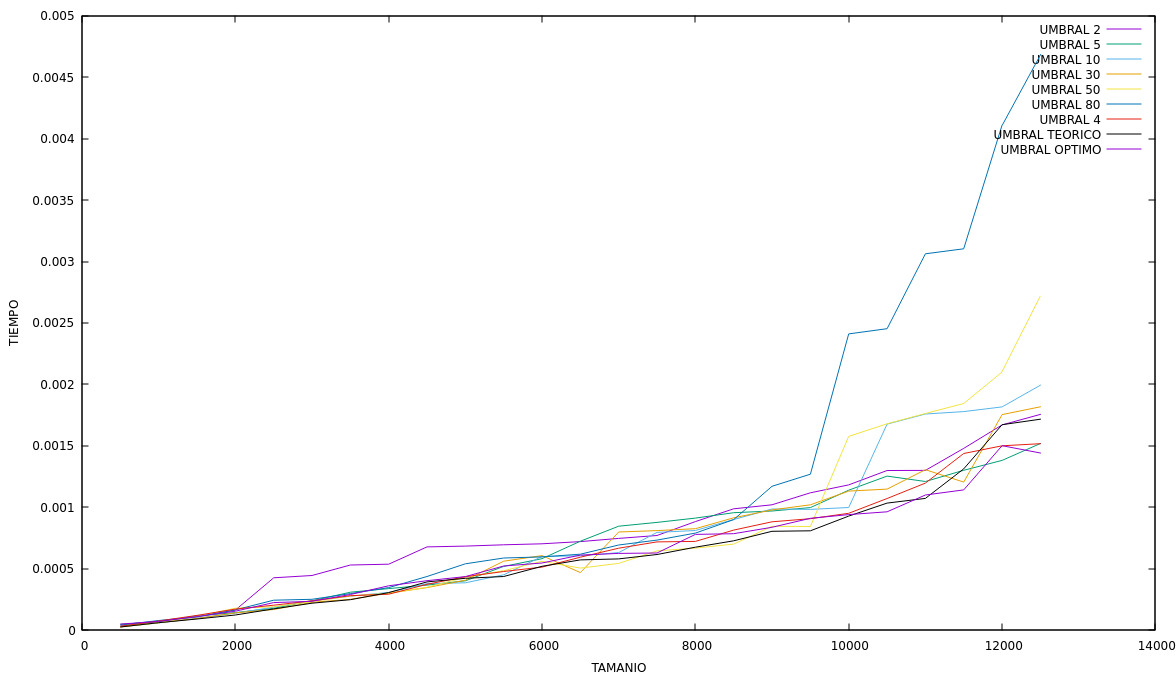 0.005
0.0045
0.004
0.0035
0.003
0.0025
0.002
0.0015
0.001
0.0005
0
TIEMPO
UMBRAL 2
UMBRAL 5
UMBRAL 10
UMBRAL 30
UMBRAL 50
UMBRAL 80
UMBRAL 4
UMBRAL TEORICO
UMBRAL OPTIMO
0 2000 4000 6000 8000 10000 12000 14000
TAMANIO